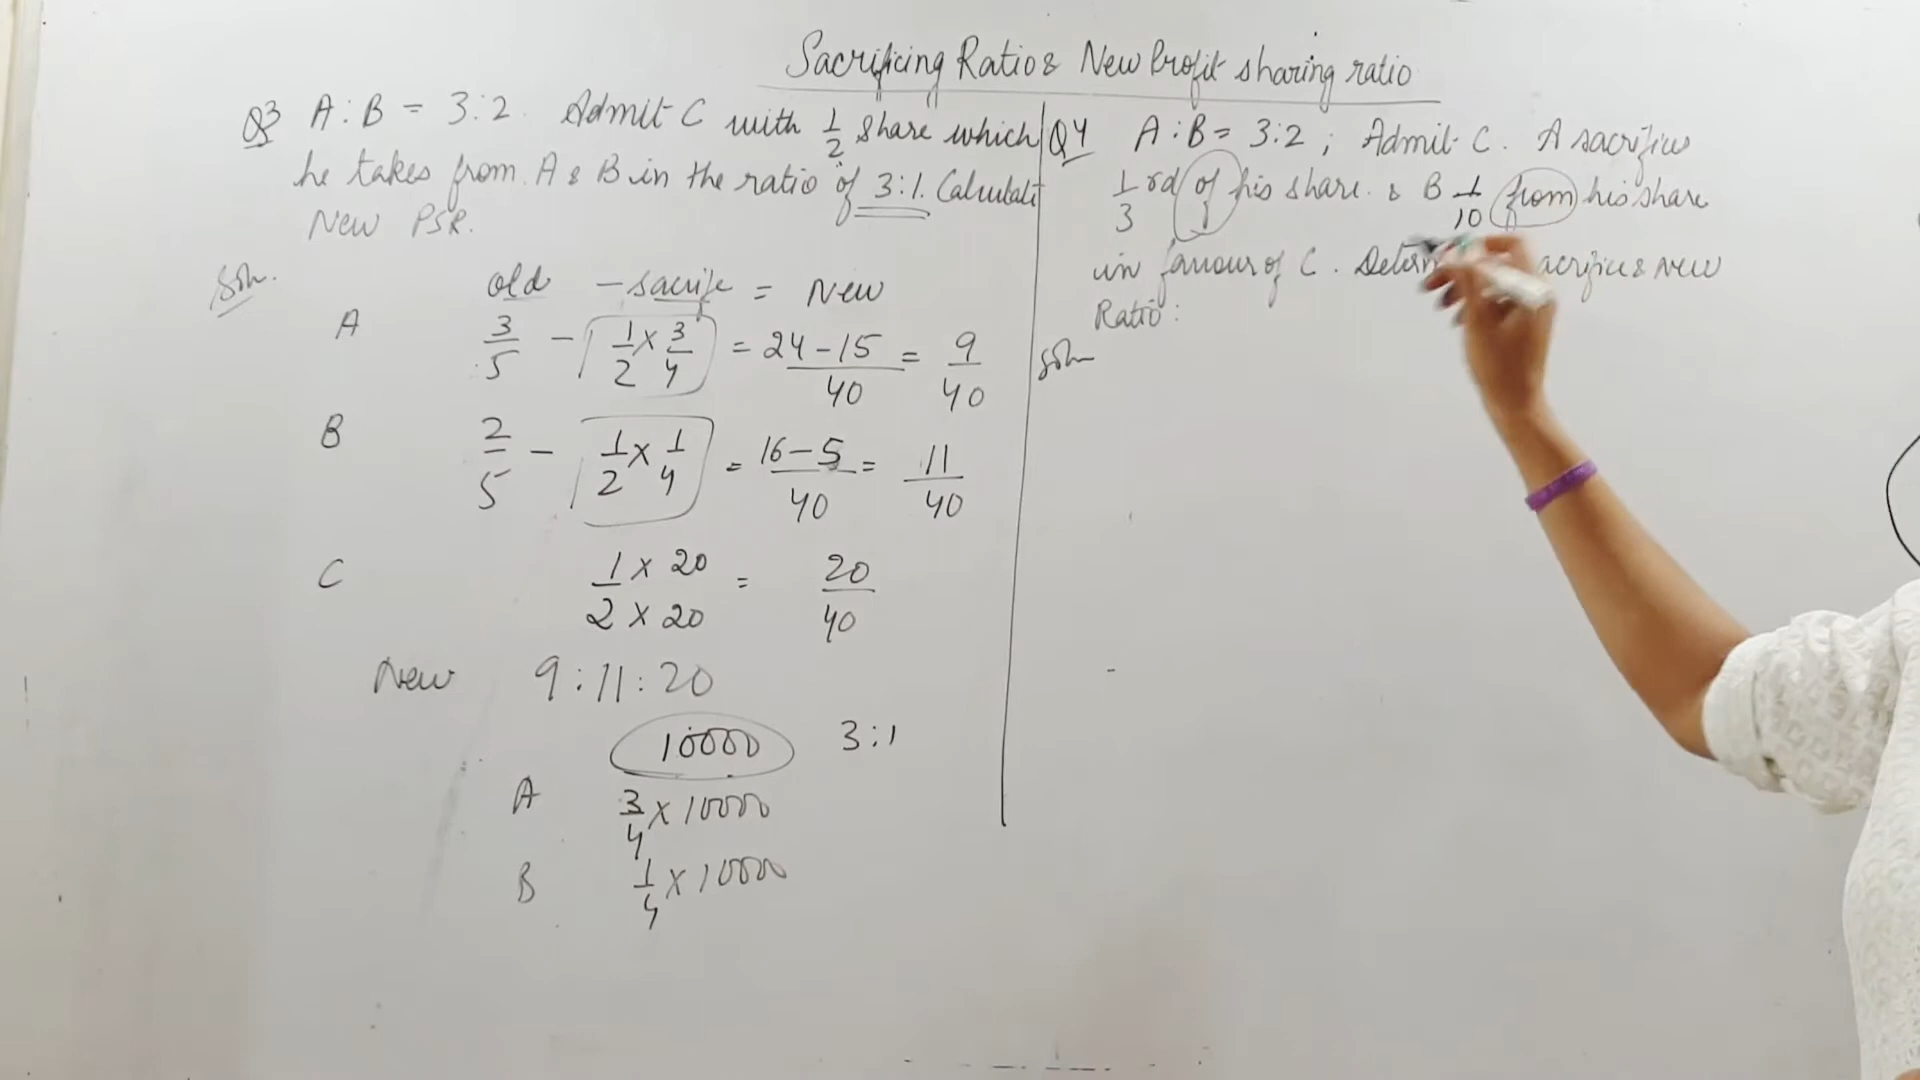 Sacrificing Ratio & New Profit sharing ratio
Q3 A:B = 3:2. Admit C with 1/2 share which
he takes from A & B in the ratio of 3:1. Calculate
New PSR.
Soln.
old - sacrifice = New
A 3/5 - 1/2 × 3/4 = 24-15/40 = 9/40
B 2/5 - 1/2 × 1/4 = 16-5/40 = 11/40
C 1 × 20/2 × 20 = 20/40
New 9:11:20
10000 3:1
A 3/4 × 10000
B 1/4 × 10000
Q4 A:B = 3:2; Admit C. A sacrifices
1/3 rd of his share & B 1/10 from his share
in favour of C. & New
Ratio:
Soln